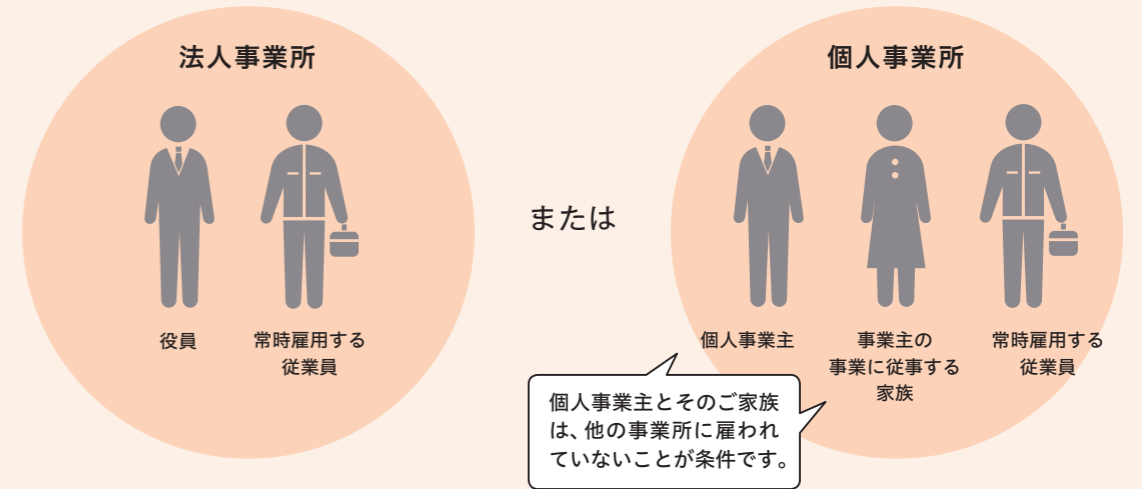 法人事業所
役員
常時雇用する
従業員
または
個人事業所
個人事業主
事業主の
事業に従事する
家族
常時雇用する
従業員
個人事業主とそのご家族
は、他の事業所に雇われ
ていないことが条件です。